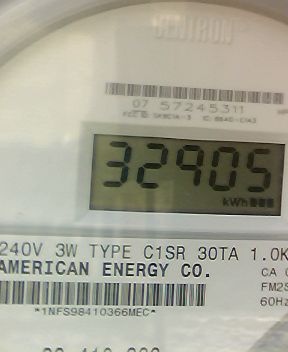 CENTRON
07 57245311
32905
kWh
240V 3W TYPE C1SR 30TA 1.0K
AMERICAN ENERGY CO.
CA 0
FM2S
60Hz
*1NFS98410366MEC*